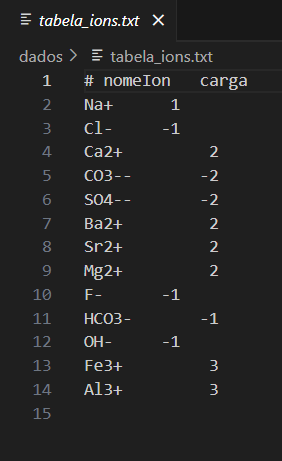 tabela_ions.txt
dados > tabela_ions.txt
1 # nomeIon carga
2 Na+ 1
3 Cl- -1
4 Ca2+ 2
5 CO3-- -2
6 SO4-- -2
7 Ba2+ 2
8 Sr2+ 2
9 Mg2+ 2
10 F- -1
11 HCO3- -1
12 OH- -1
13 Fe3+ 3
14 Al3+ 3
15